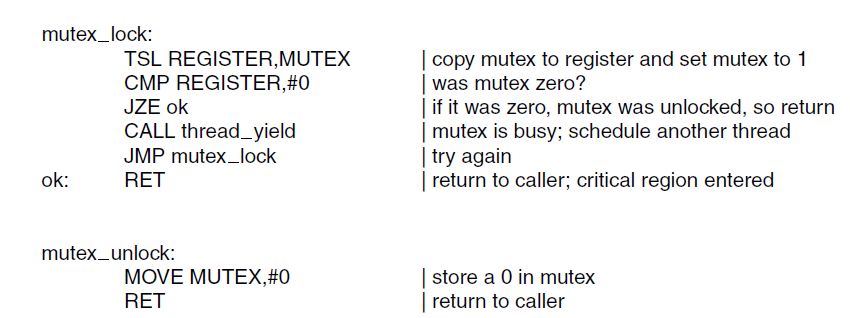 mutex_lock:
TSL REGISTER,MUTEX | copy mutex to register and set mutex to 1
CMP REGISTER,#0 | was mutex zero?
JZE ok | if it was zero, mutex was unlocked, so return
CALL thread_yield | mutex is busy; schedule another thread
JMP mutex_lock | try again
ok: RET | return to caller; critical region entered
mutex_unlock:
MOVE MUTEX,#0 | store a 0 in mutex
RET | return to caller